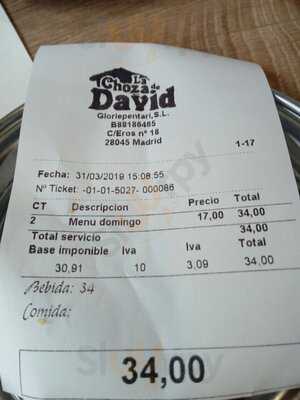 La
Choza de
David
Gloriepentari,S.L.
B88186465
C/Eros nº 18
28045 Madrid
1-17
Fecha: 31/03/2019 15:08:55
Nº Ticket: -01-01-5027- 000086
CT Descripcion Precio Total
2 Menu domingo 17,00 34,00
Total servicio 34,00
Base imponible Iva Iva Total
30,91 10 3,09 34,00
Bebida: 34
Comida:
34,00